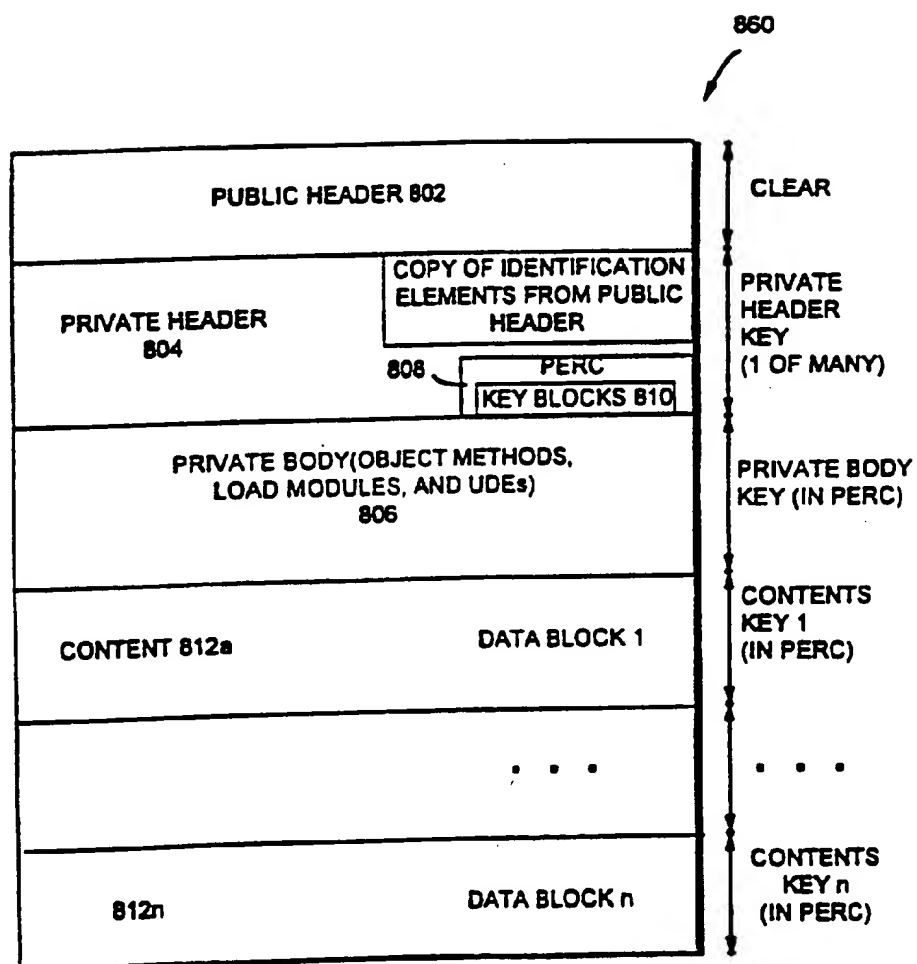 860
PUBLIC HEADER 802
CLEAR
COPY OF IDENTIFICATION
ELEMENTS FROM PUBLIC
HEADER
PRIVATE HEADER
804
PRIVATE
HEADER
KEY
(1 OF MANY)
808
PERC
KEY BLOCKS 810
PRIVATE BODY(OBJECT METHODS,
LOAD MODULES, AND UDEs)
806
PRIVATE BODY
KEY (IN PERC)
CONTENT 812a
DATA BLOCK 1
CONTENTS
KEY 1
(IN PERC)
. . .
. . .
812n
DATA BLOCK n
CONTENTS
KEY n
(IN PERC)